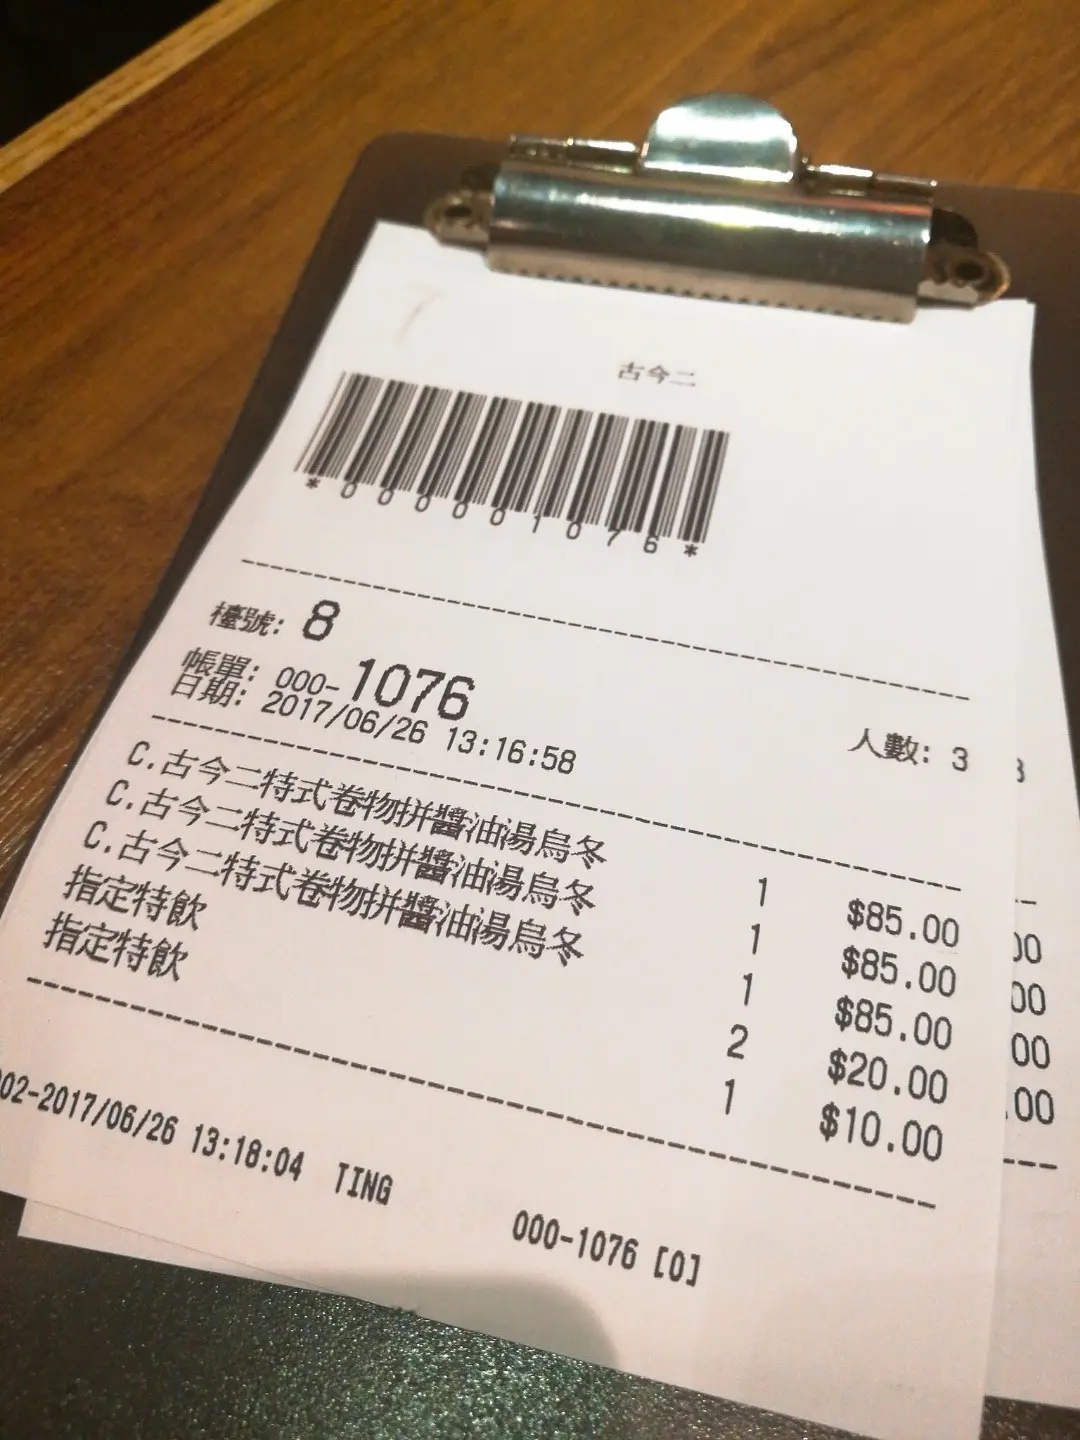 古今二
*0000001076*
檯號: 8
帳單: 000-1076
日期: 2017/06/26 13:16:58 人數: 3
C.古今二特式卷物拼醬油湯烏冬 1 $85.00
C.古今二特式卷物拼醬油湯烏冬 1 $85.00
C.古今二特式卷物拼醬油湯烏冬 1 $85.00
指定特飲 2 $20.00
指定特飲 1 $10.00
002-2017/06/26 13:18:04 TING
000-1076 [0]